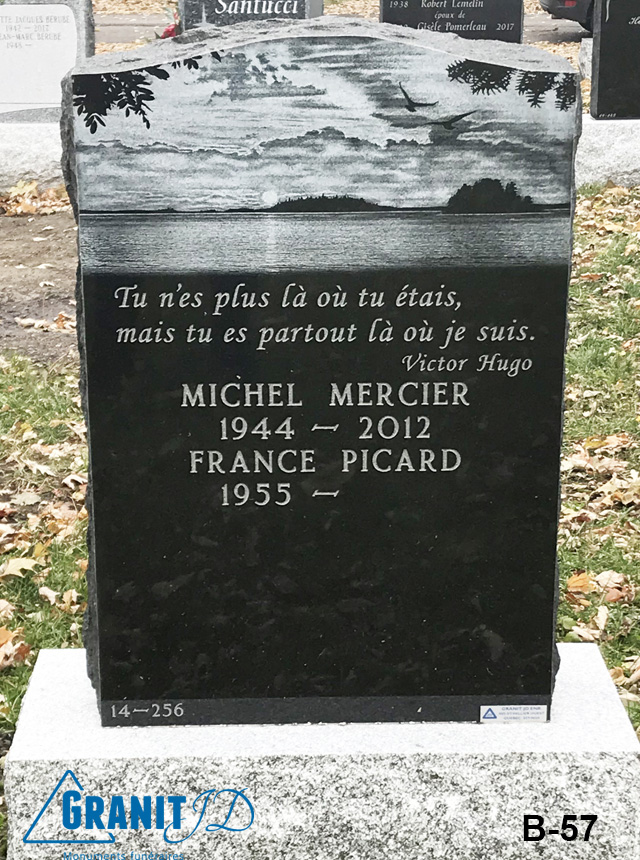 Santucci
1938 Robert Lemelin
époux de
Gisèle Pomerleau 2017
Tu n'es plus là où tu étais,
mais tu es partout là où je suis.
Victor Hugo
MICHEL MERCIER
1944 — 2012
FRANCE PICARD
1955 —
14—256
GRANIT JD
Monuments funéraires
B-57